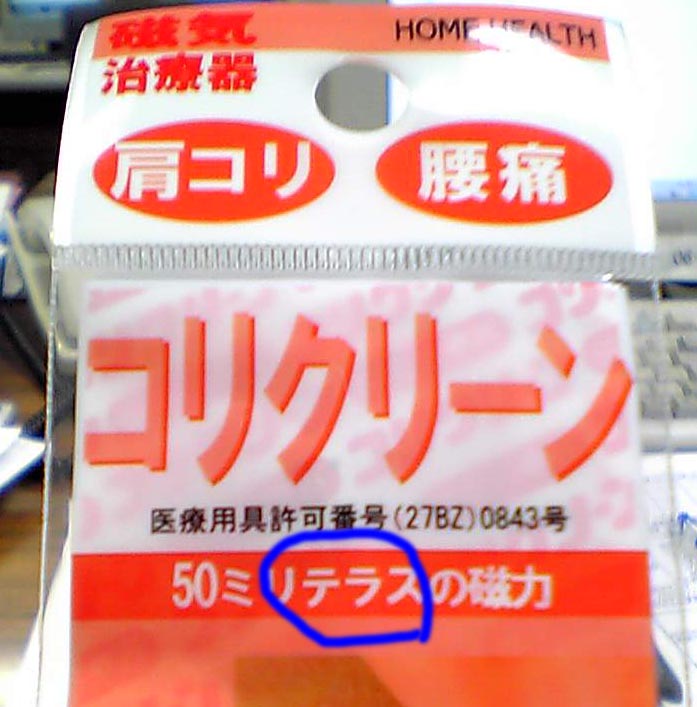 磁気
HOME HEALTH
治療器
肩コリ
腰痛
コリクリーン
医療用具許可番号(27BZ)0843号
50ミリテラスの磁力